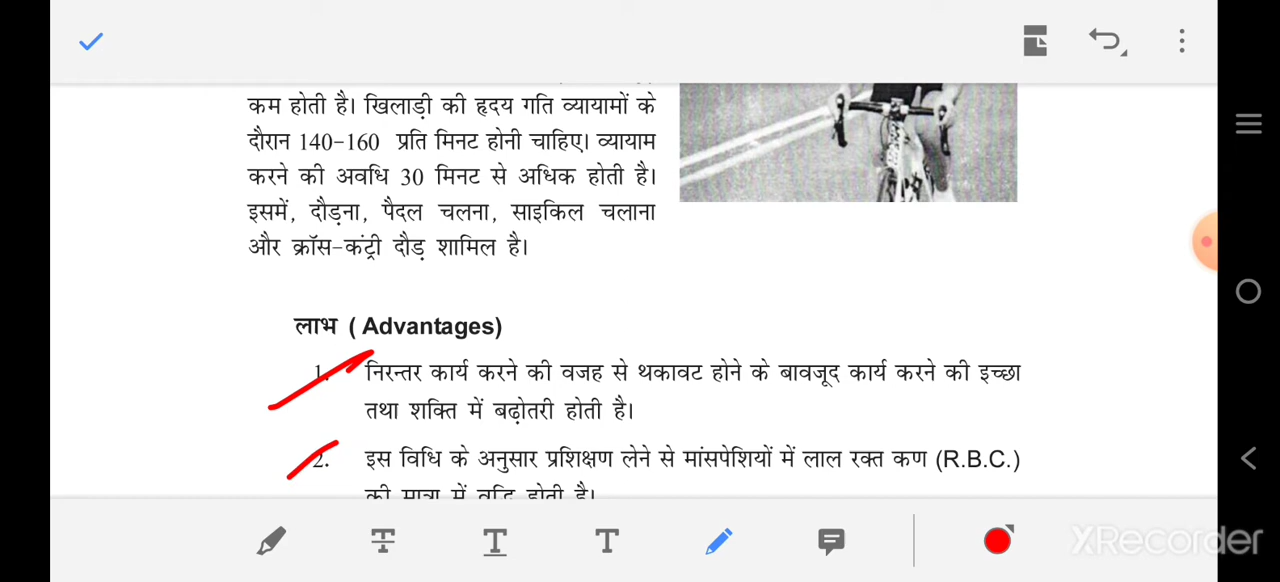 कम होती है। खिलाड़ी की हृदय गति व्यायामों के
दौरान 140-160 प्रति मिनट होनी चाहिए। व्यायाम
करने की अवधि 30 मिनट से अधिक होती है।
इसमें, दौड़ना, पैदल चलना, साइकिल चलाना
और क्रॉस-कंट्री दौड़ शामिल है।
लाभ ( Advantages)
1. निरन्तर कार्य करने की वजह से थकावट होने के बावजूद कार्य करने की इच्छा
तथा शक्ति में बढ़ोतरी होती है।
2. इस विधि के अनुसार प्रशिक्षण लेने से मांसपेशियों में लाल रक्त कण (R.B.C.)
की मात्रा में वृद्धि होती है।
T T T
XRecorder